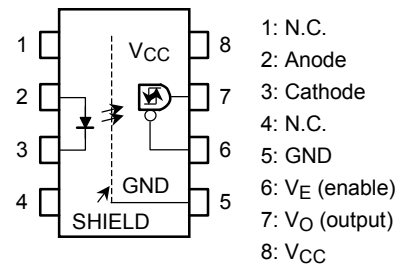 1
2
3
4
VCC
GND
SHIELD
8
7
6
5
1: N.C.
2: Anode
3: Cathode
4: N.C.
5: GND
6: VE (enable)
7: VO (output)
8: VCC